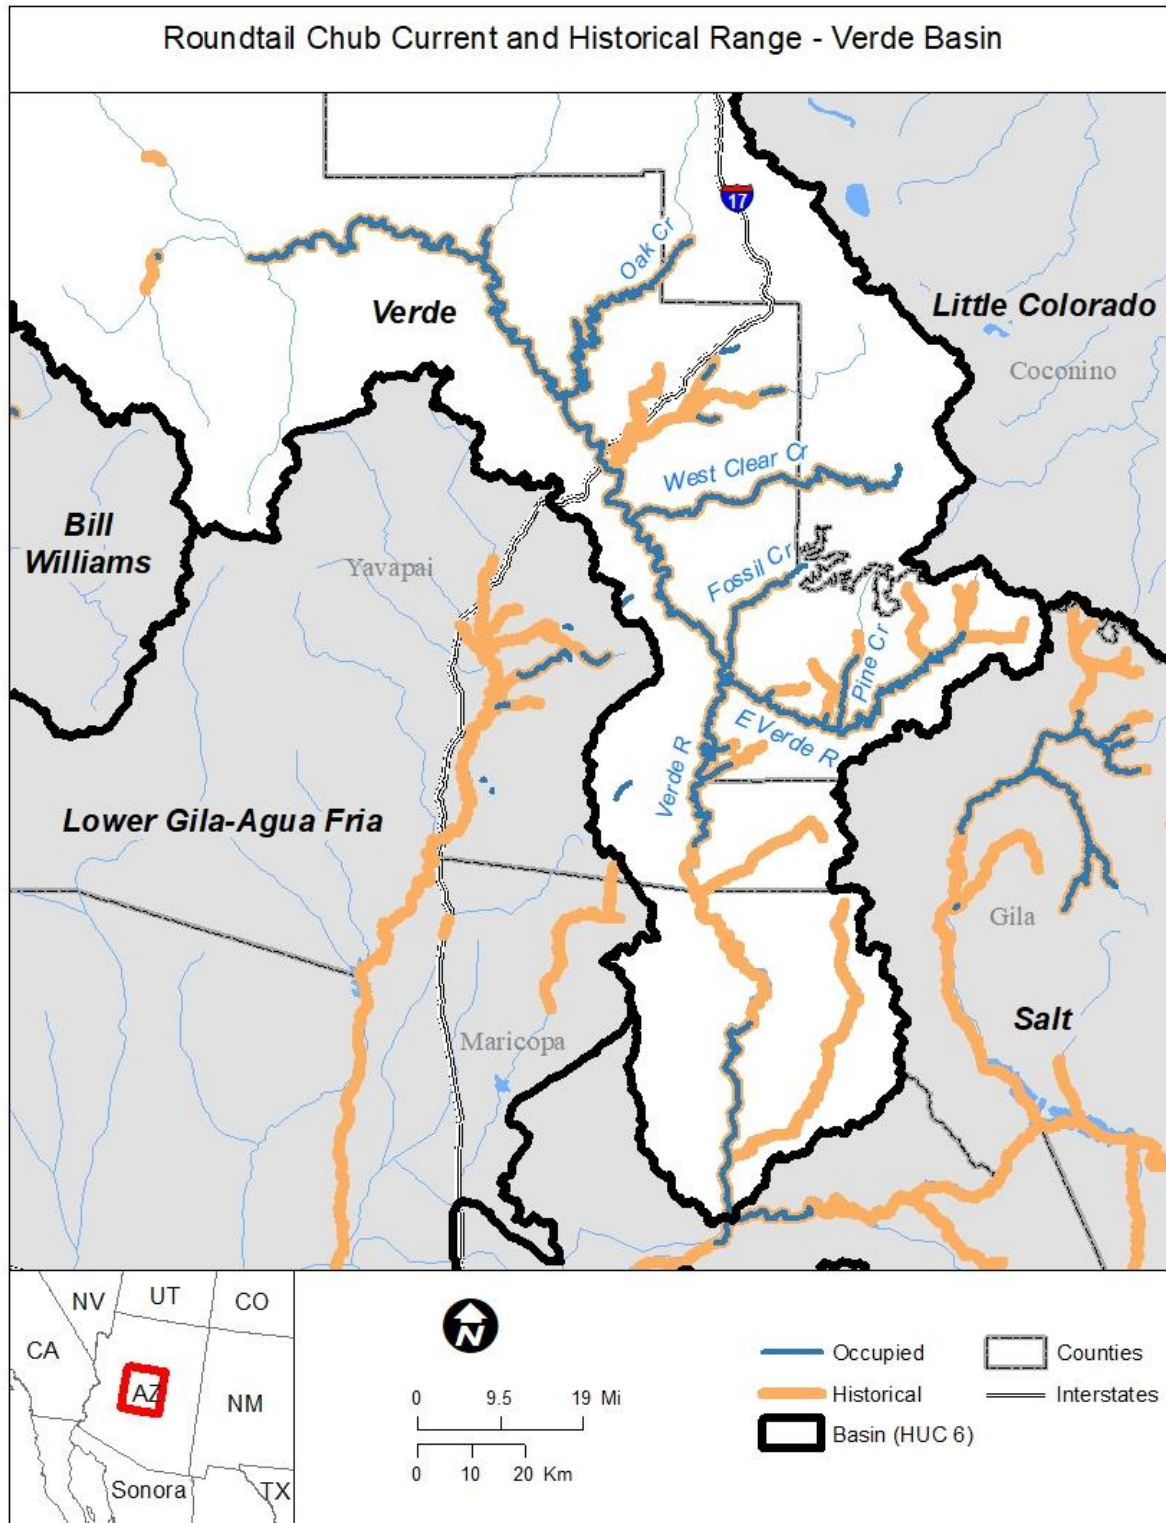 Roundtail Chub Current and Historical Range - Verde Basin
17
Oak Cr
Verde
Little Colorado
Coconino
West Clear Cr
Bill
Williams
Yavapai
Fossil Cr
Pine Cr
E Verde R
Verde R
Lower Gila-Agua Fria
Gila
Salt
Maricopa
NV
UT
CO
CA
AZ
NM
Sonora
TX
N
0 9.5 19 Mi
0 10 20 Km
Occupied
Historical
Basin (HUC 6)
Counties
Interstates